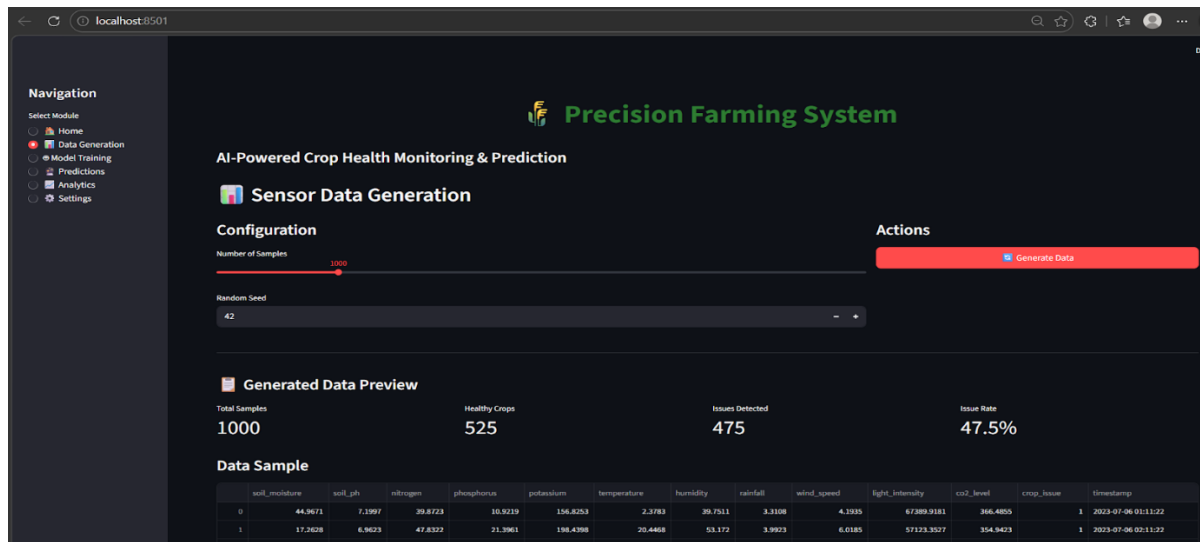 localhost:8501
Navigation
Select Module
Home
Data Generation
Model Training
Predictions
Analytics
Settings
Precision Farming System
AI-Powered Crop Health Monitoring & Prediction
Sensor Data Generation
Configuration
Actions
Number of Samples
1000
Generate Data
Random Seed
42
Generated Data Preview
Total Samples Healthy Crops Issues Detected Issue Rate
1000 525 475 47.5%
Data Sample
soil_moisture soil_ph nitrogen phosphorus potassium temperature humidity rainfall wind_speed light_intensity co2_level crop_issue timestamp
0 44.9671 7.1997 39.8723 10.9219 156.8253 2.3783 39.7511 3.3108 4.1935 67389.9181 366.4855 1 2023-07-06 01:11:22
1 17.2628 6.9623 47.8322 21.3961 198.4398 20.4468 53.172 3.9923 6.0185 57123.3527 354.9423 1 2023-07-06 02:11:22